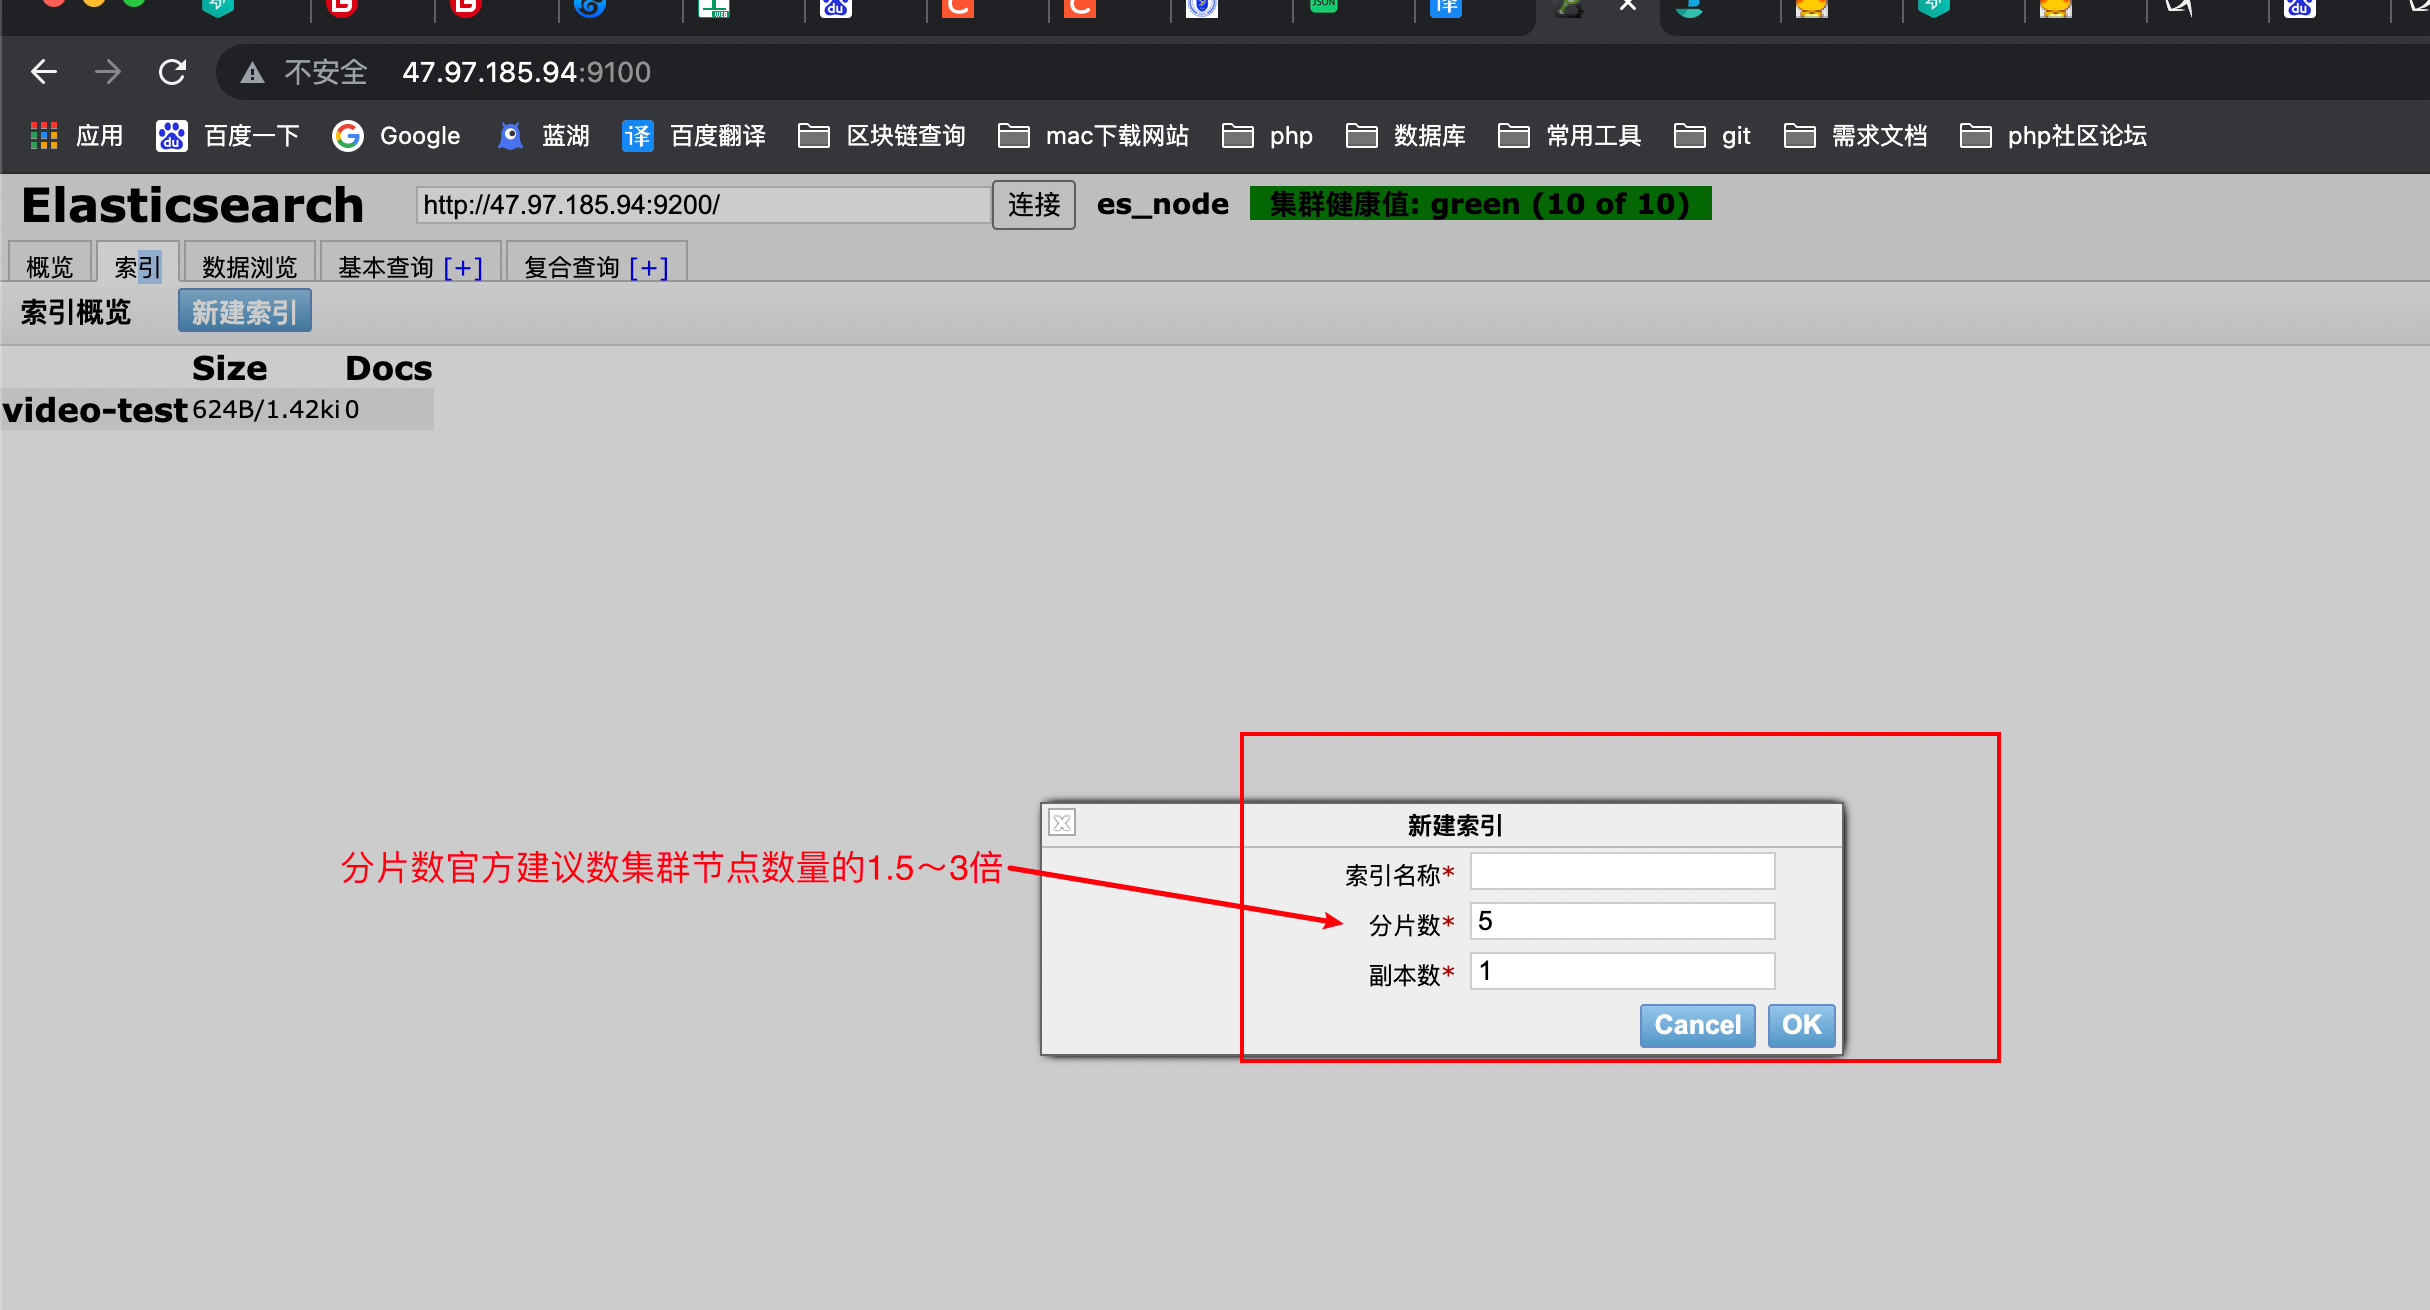 不安全 47.97.185.94:9100
应用 百度一下 Google 蓝湖 译 百度翻译 区块链查询 mac下载网站 php 数据库 常用工具 git 需求文档 php社区论坛
Elasticsearch http://47.97.185.94:9200/ 连接 es_node 集群健康值: green (10 of 10)
概览 索引 数据浏览 基本查询 [+] 复合查询 [+]
索引概览 新建索引
Size Docs
video-test 624B/1.42ki 0
新建索引
分片数官方建议数集群节点数量的1.5～3倍
索引名称*
分片数* 5
副本数* 1
Cancel OK